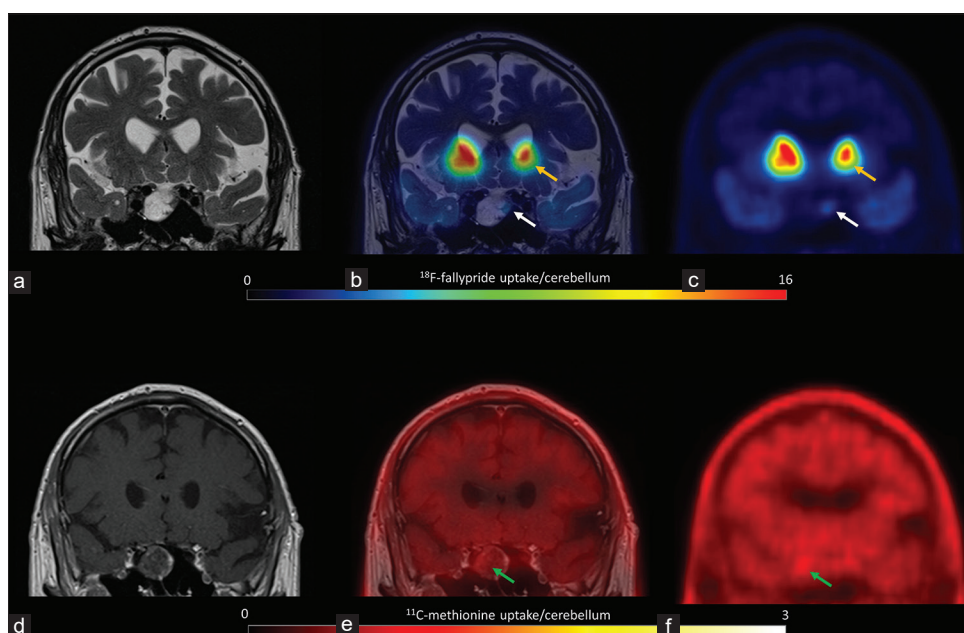 a
b
c
0
¹⁸F-fallypride uptake/cerebellum
16
d
e
f
0
¹¹C-methionine uptake/cerebellum
3